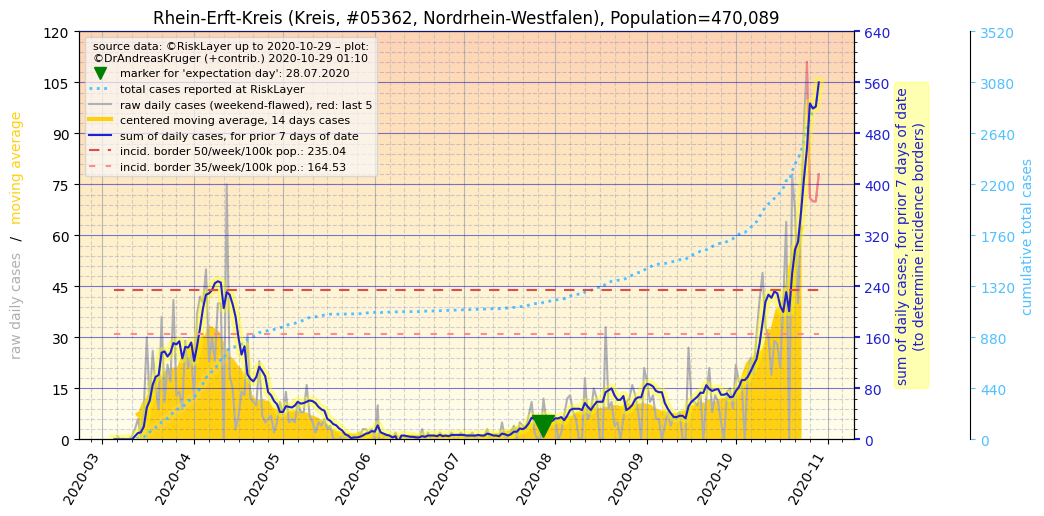 Rhein-Erft-Kreis (Kreis, #05362, Nordrhein-Westfalen), Population=470,089
source data: ©RiskLayer up to 2020-10-29 – plot:
©DrAndreasKruger (+contrib.) 2020-10-29 01:10
marker for 'expectation day': 28.07.2020
total cases reported at RiskLayer
raw daily cases (weekend-flawed), red: last 5
centered moving average, 14 days cases
sum of daily cases, for prior 7 days of date
incid. border 50/week/100k pop.: 235.04
incid. border 35/week/100k pop.: 164.53
raw daily cases / moving average
120
105
90
75
60
45
30
15
0
640
560
480
400
320
240
160
80
0
sum of daily cases, for prior 7 days of date
(to determine incidence borders)
3520
3080
2640
2200
1760
1320
880
440
0
cumulative total cases
2020-03
2020-04
2020-05
2020-06
2020-07
2020-08
2020-09
2020-10
2020-11